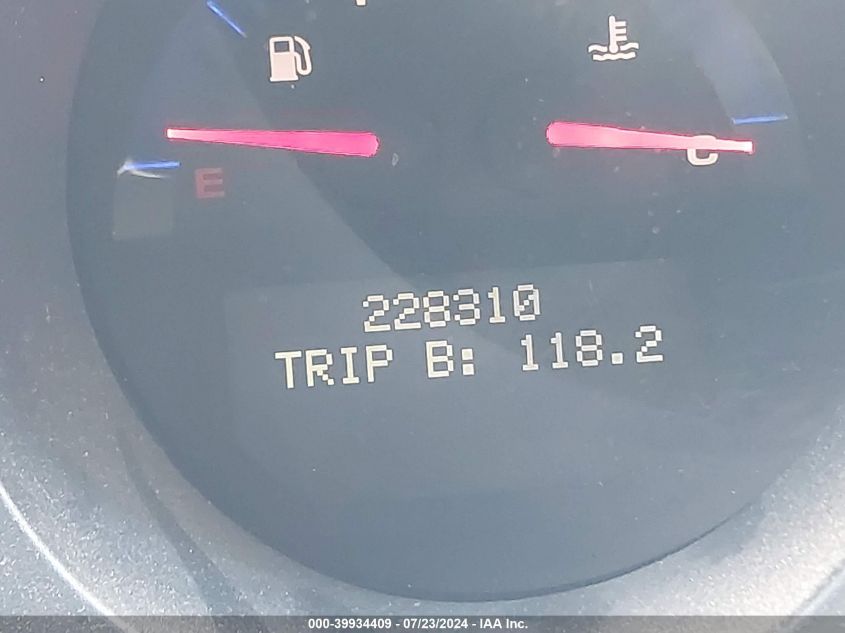 E
C
228310
TRIP B: 118.2
000-39934409 - 07/23/2024 - IAA Inc.